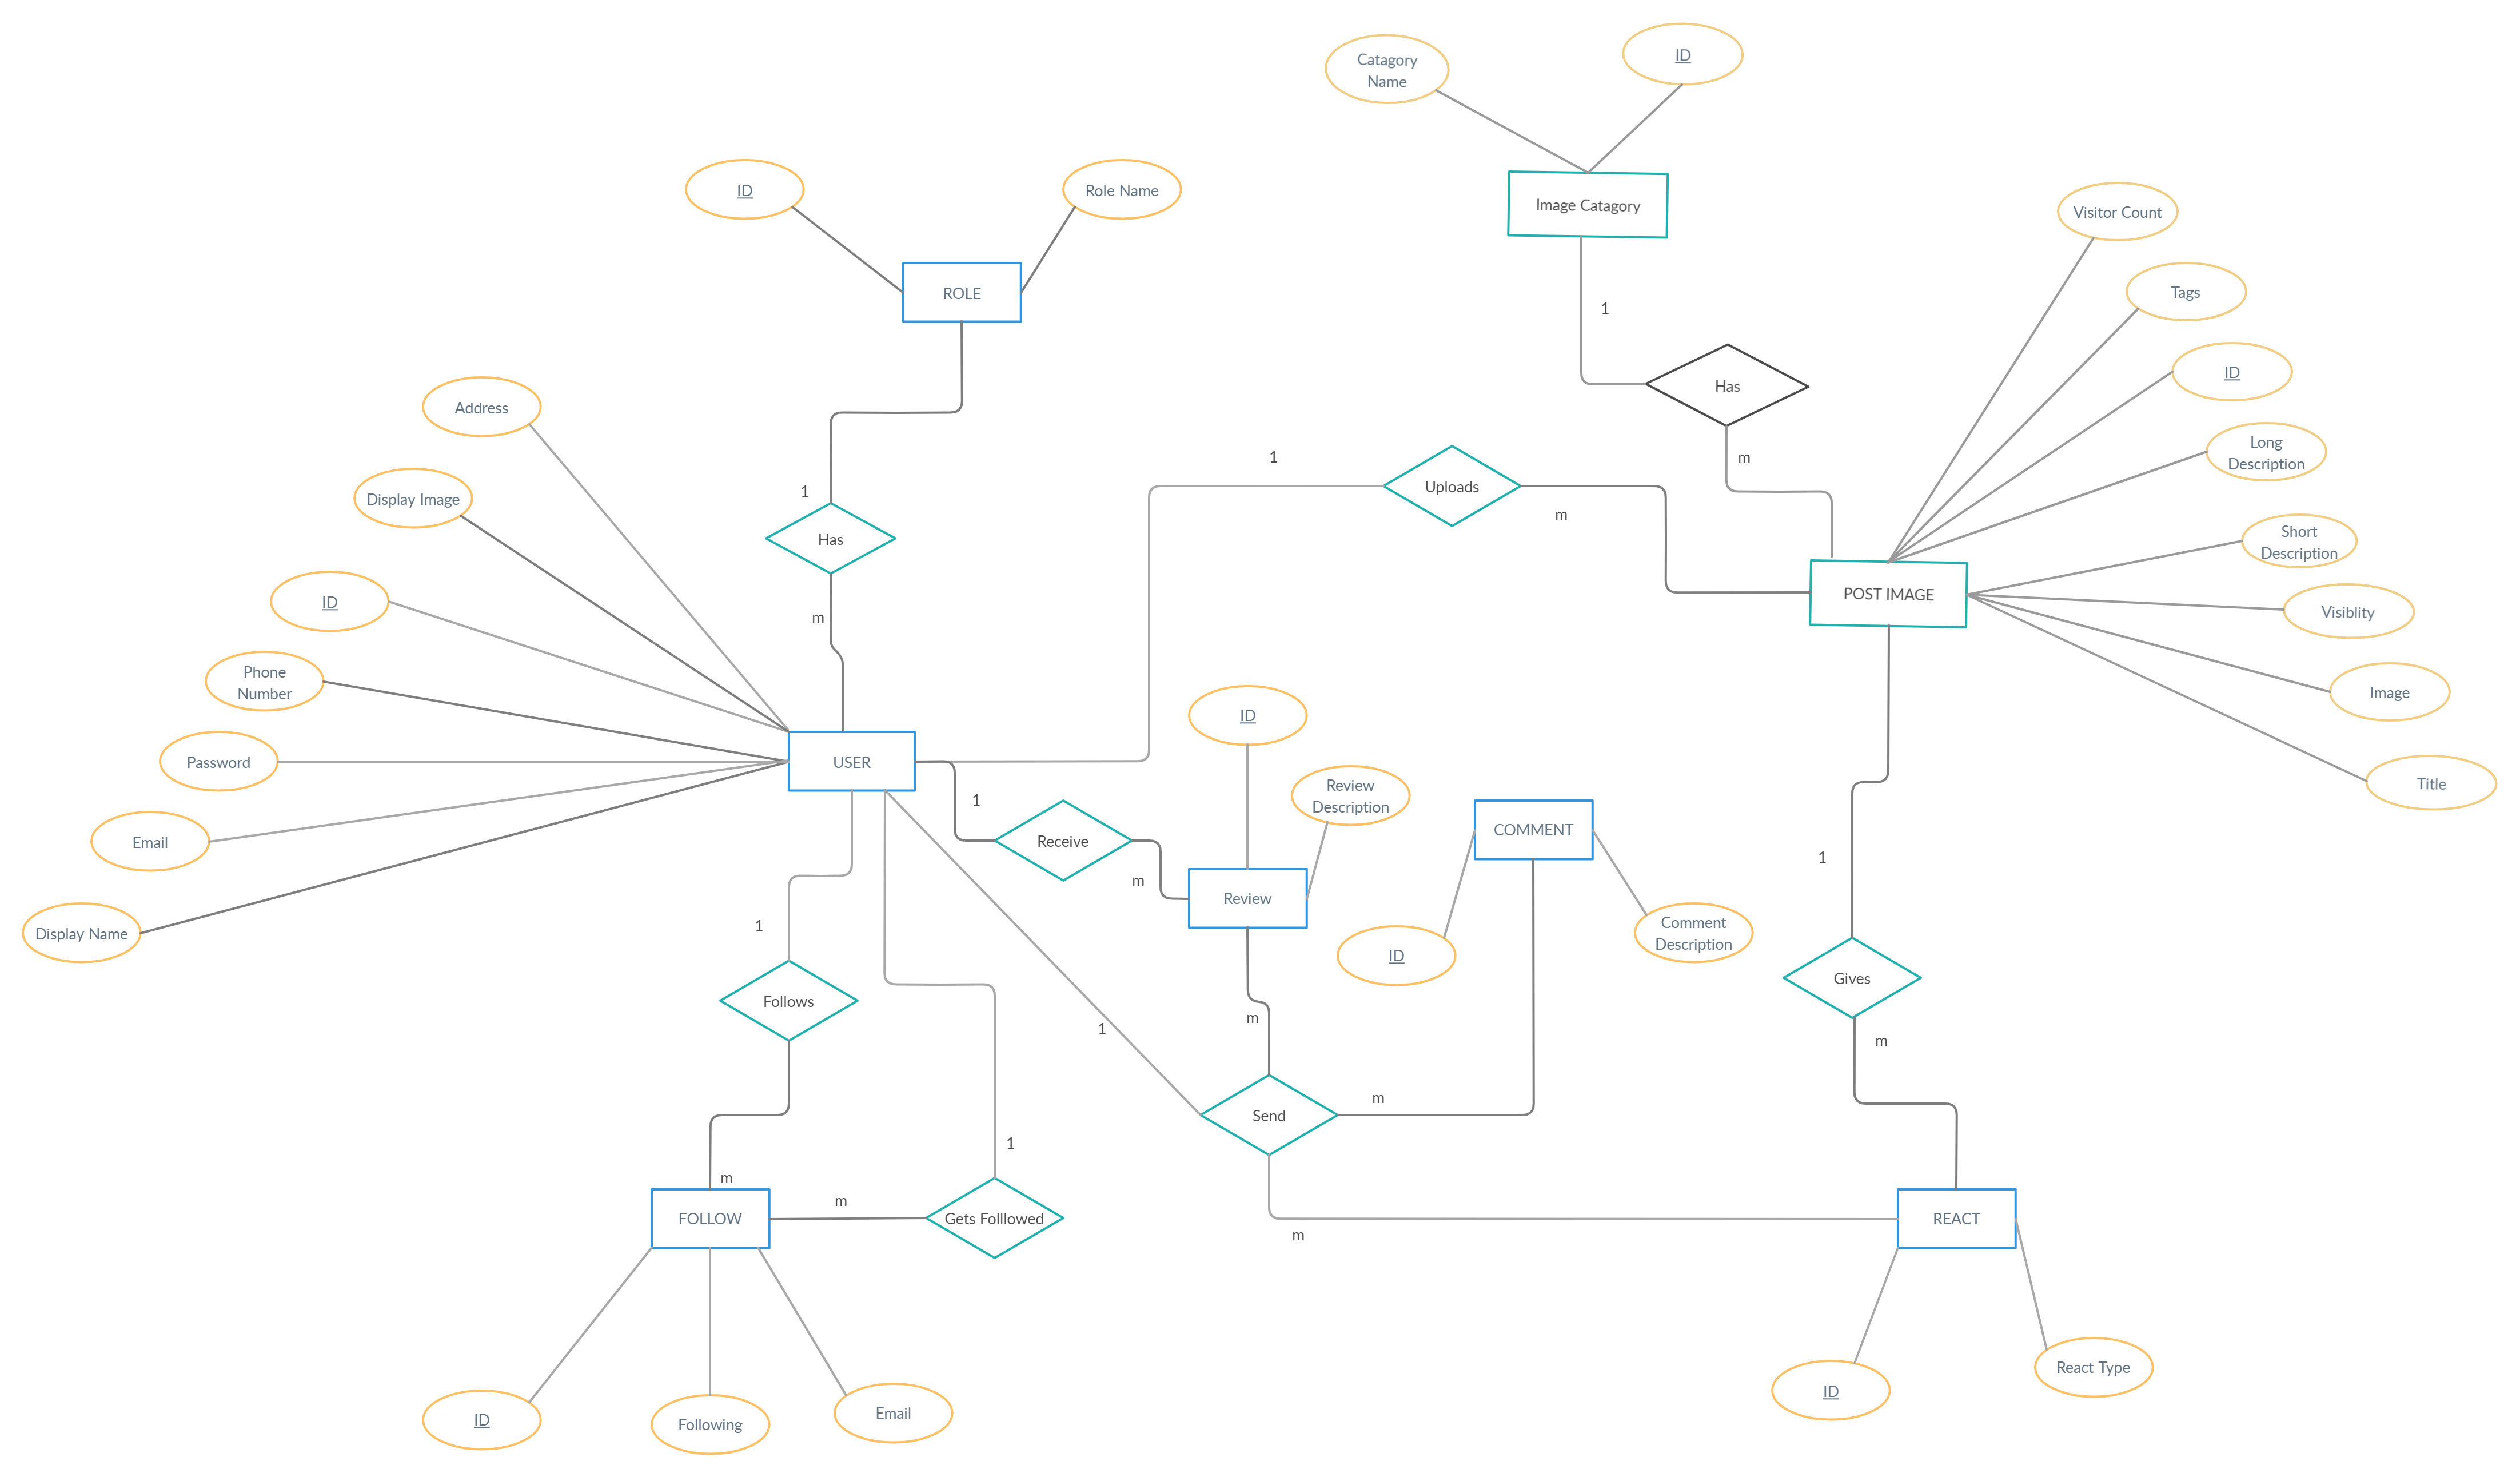 Catagory
Name
ID
ID
Role Name
Image Catagory
Visitor Count
ROLE
Tags
1
ID
Has
Address
Long
Description
1
m
Display Image
1
Uploads
m
Has
Short
Description
ID
POST IMAGE
Visiblity
m
Phone
Number
Image
ID
Password
USER
Title
Review
Description
1
COMMENT
Email
Receive
1
m
Review
1
Comment
Description
Display Name
ID
Gives
Follows
m
1
m
m
Send
1
m
m
FOLLOW
Gets Folllowed
REACT
m
React Type
ID
Email
ID
Following